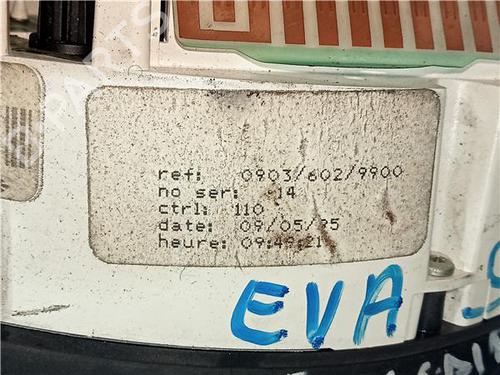 ref: 0903/602/9900
no ser: 14
ctrl: 110
date: 09/05/95
heure: 09:49:21
EVA